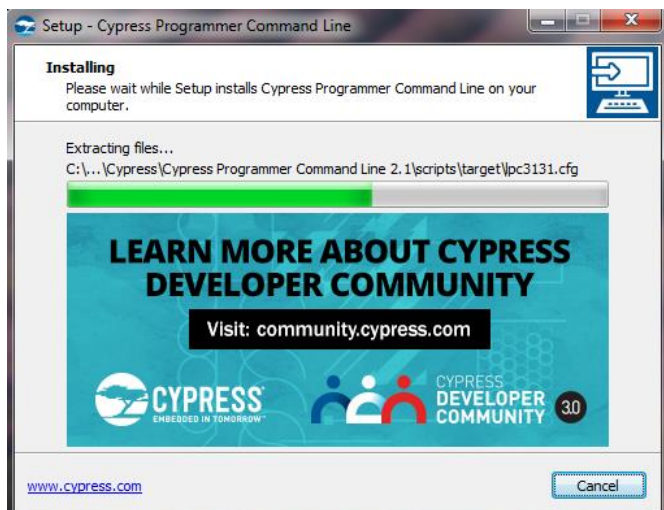 Setup - Cypress Programmer Command Line
Installing
Please wait while Setup installs Cypress Programmer Command Line on your
computer.
Extracting files...
C:\...\Cypress\Cypress Programmer Command Line 2.1\scripts\target\lpc3131.cfg
LEARN MORE ABOUT CYPRESS
DEVELOPER COMMUNITY
Visit: community.cypress.com
CYPRESS
EMBEDDED IN TOMORROW™
CYPRESS
DEVELOPER
COMMUNITY
3.0
www.cypress.com
Cancel